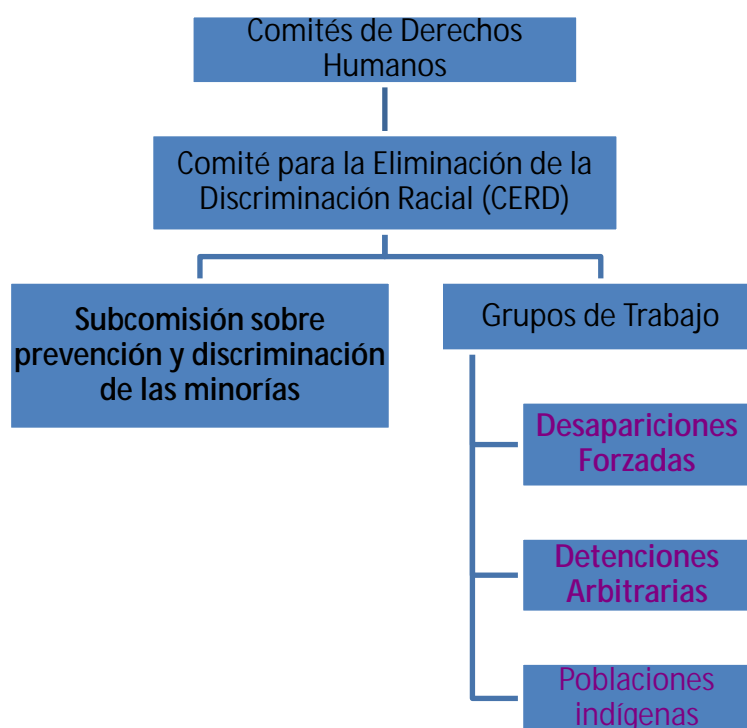 Comités de Derechos
Humanos
Comité para la Eliminación de la
Discriminación Racial (CERD)
Subcomisión sobre
prevención y discriminación
de las minorías
Grupos de Trabajo
Desapariciones
Forzadas
Detenciones
Arbitrarias
Poblaciones
indígenas